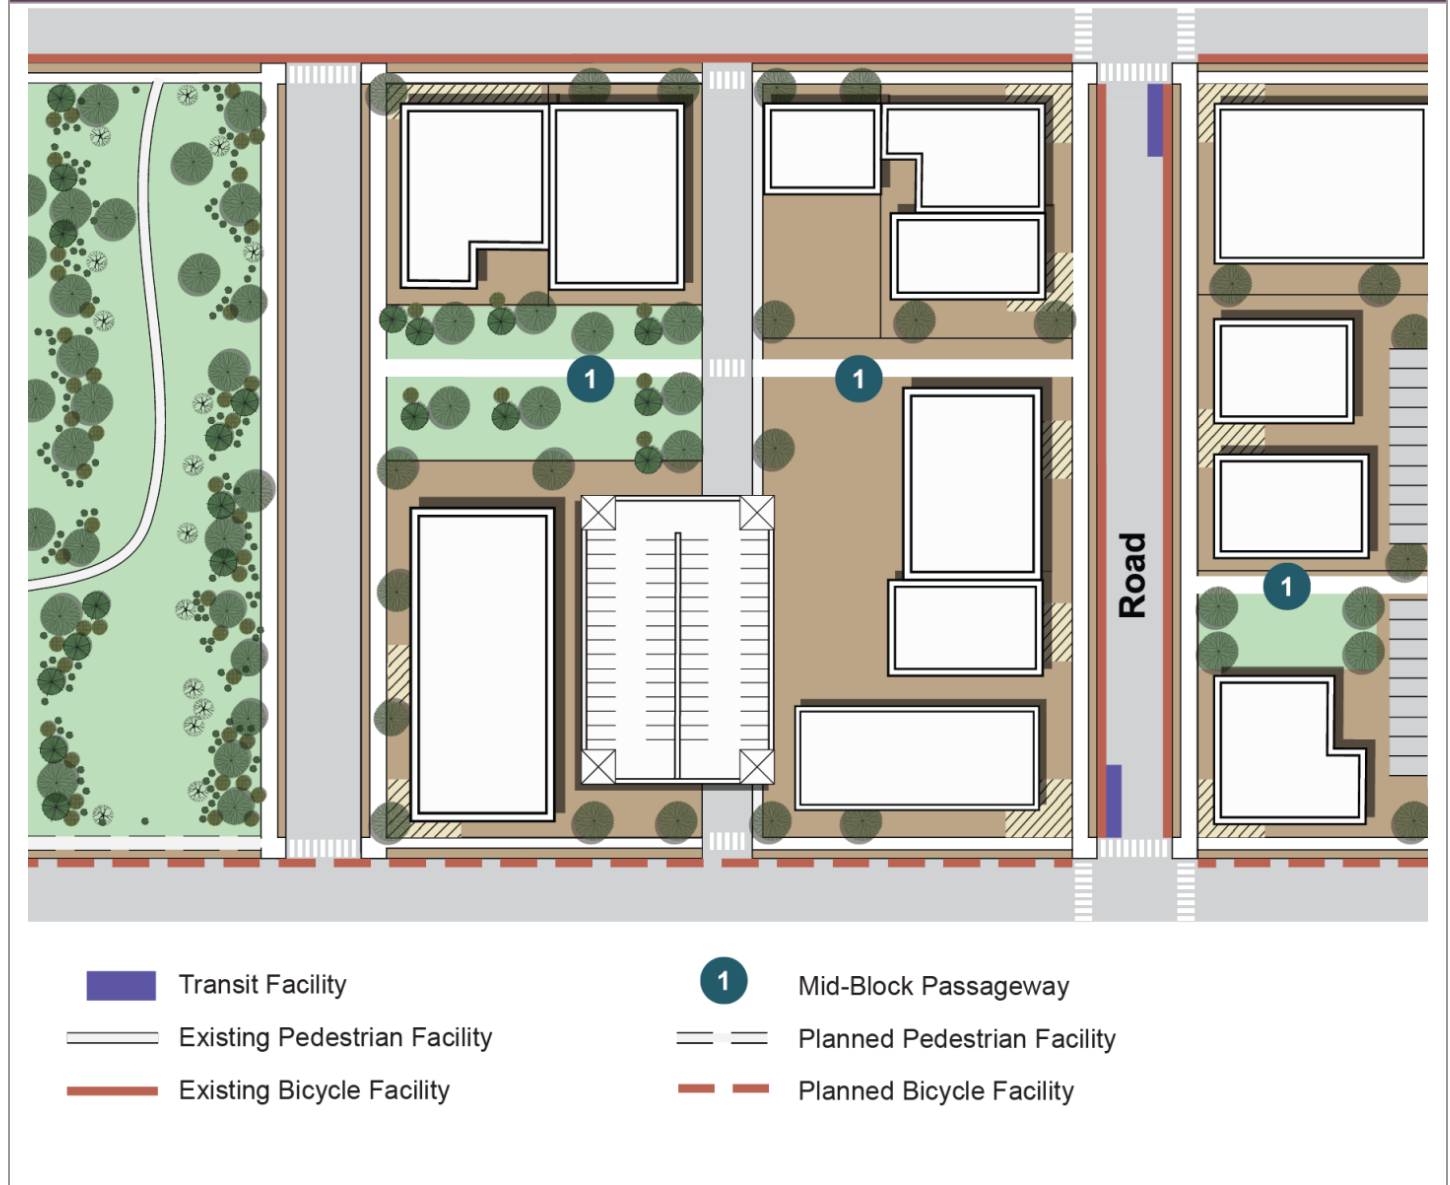 1
1
Road
1
Transit Facility
1 Mid-Block Passageway
Existing Pedestrian Facility
Planned Pedestrian Facility
Existing Bicycle Facility
Planned Bicycle Facility